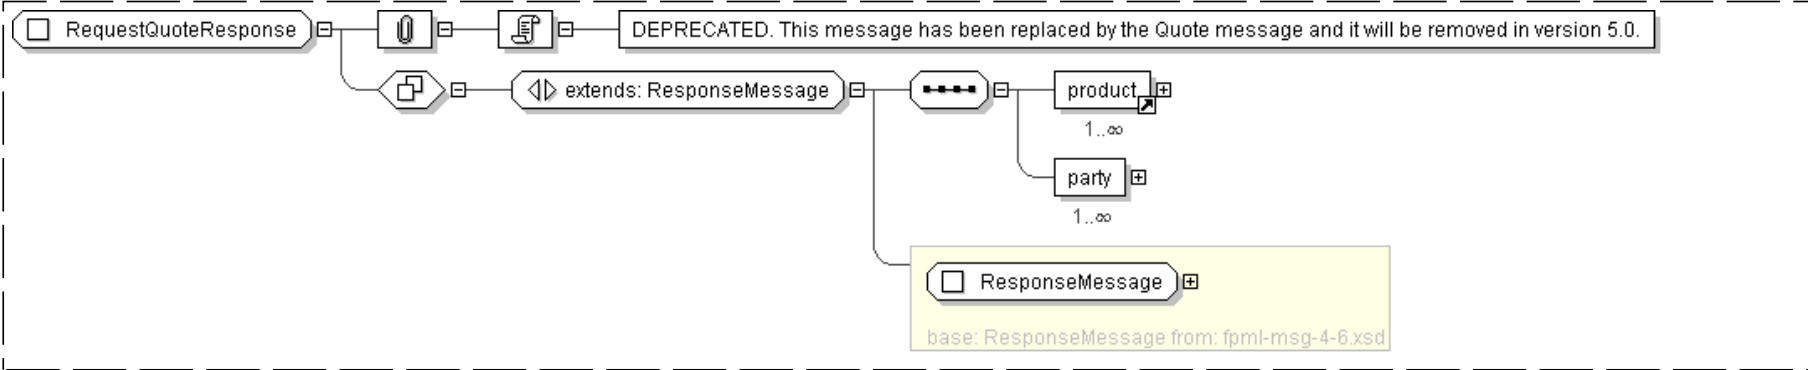 RequestQuoteResponse
DEPRECATED. This message has been replaced by the Quote message and it will be removed in version 5.0.
extends: ResponseMessage
product
1..∞
party
1..∞
ResponseMessage
base: ResponseMessage from: fpml-msg-4-6.xsd